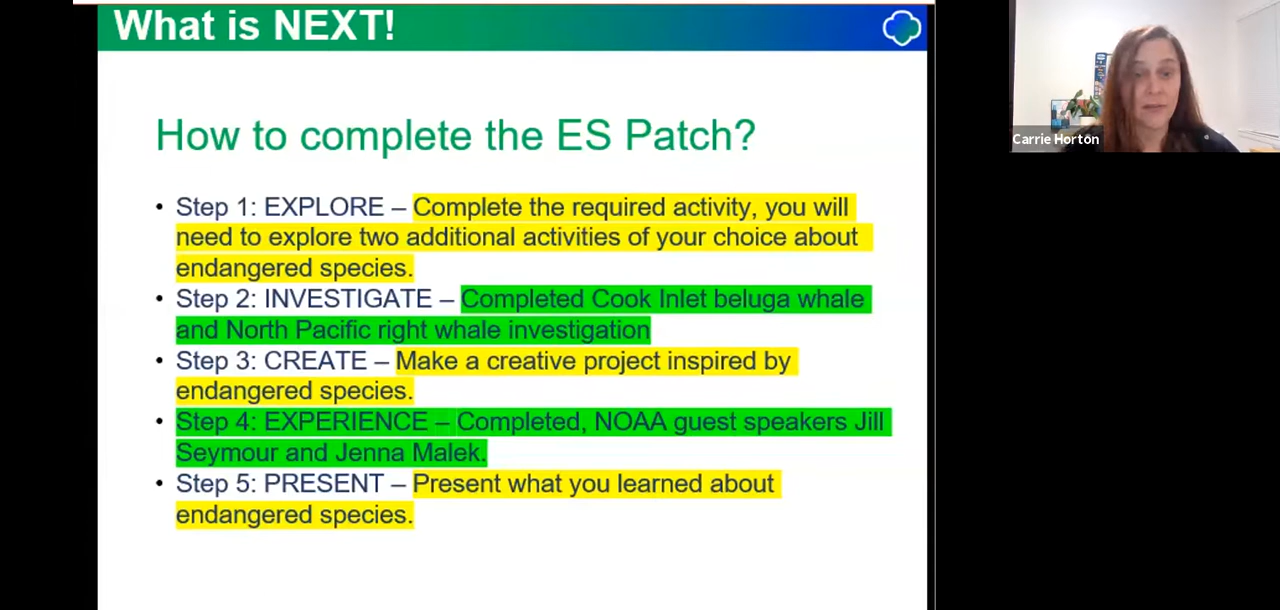 What is NEXT!
Carrie Horton
How to complete the ES Patch?
• Step 1: EXPLORE – Complete the required activity, you will
need to explore two additional activities of your choice about
endangered species.
• Step 2: INVESTIGATE – Completed Cook Inlet beluga whale
and North Pacific right whale investigation
• Step 3: CREATE – Make a creative project inspired by
endangered species.
• Step 4: EXPERIENCE – Completed, NOAA guest speakers Jill
Seymour and Jenna Malek.
• Step 5: PRESENT – Present what you learned about
endangered species.